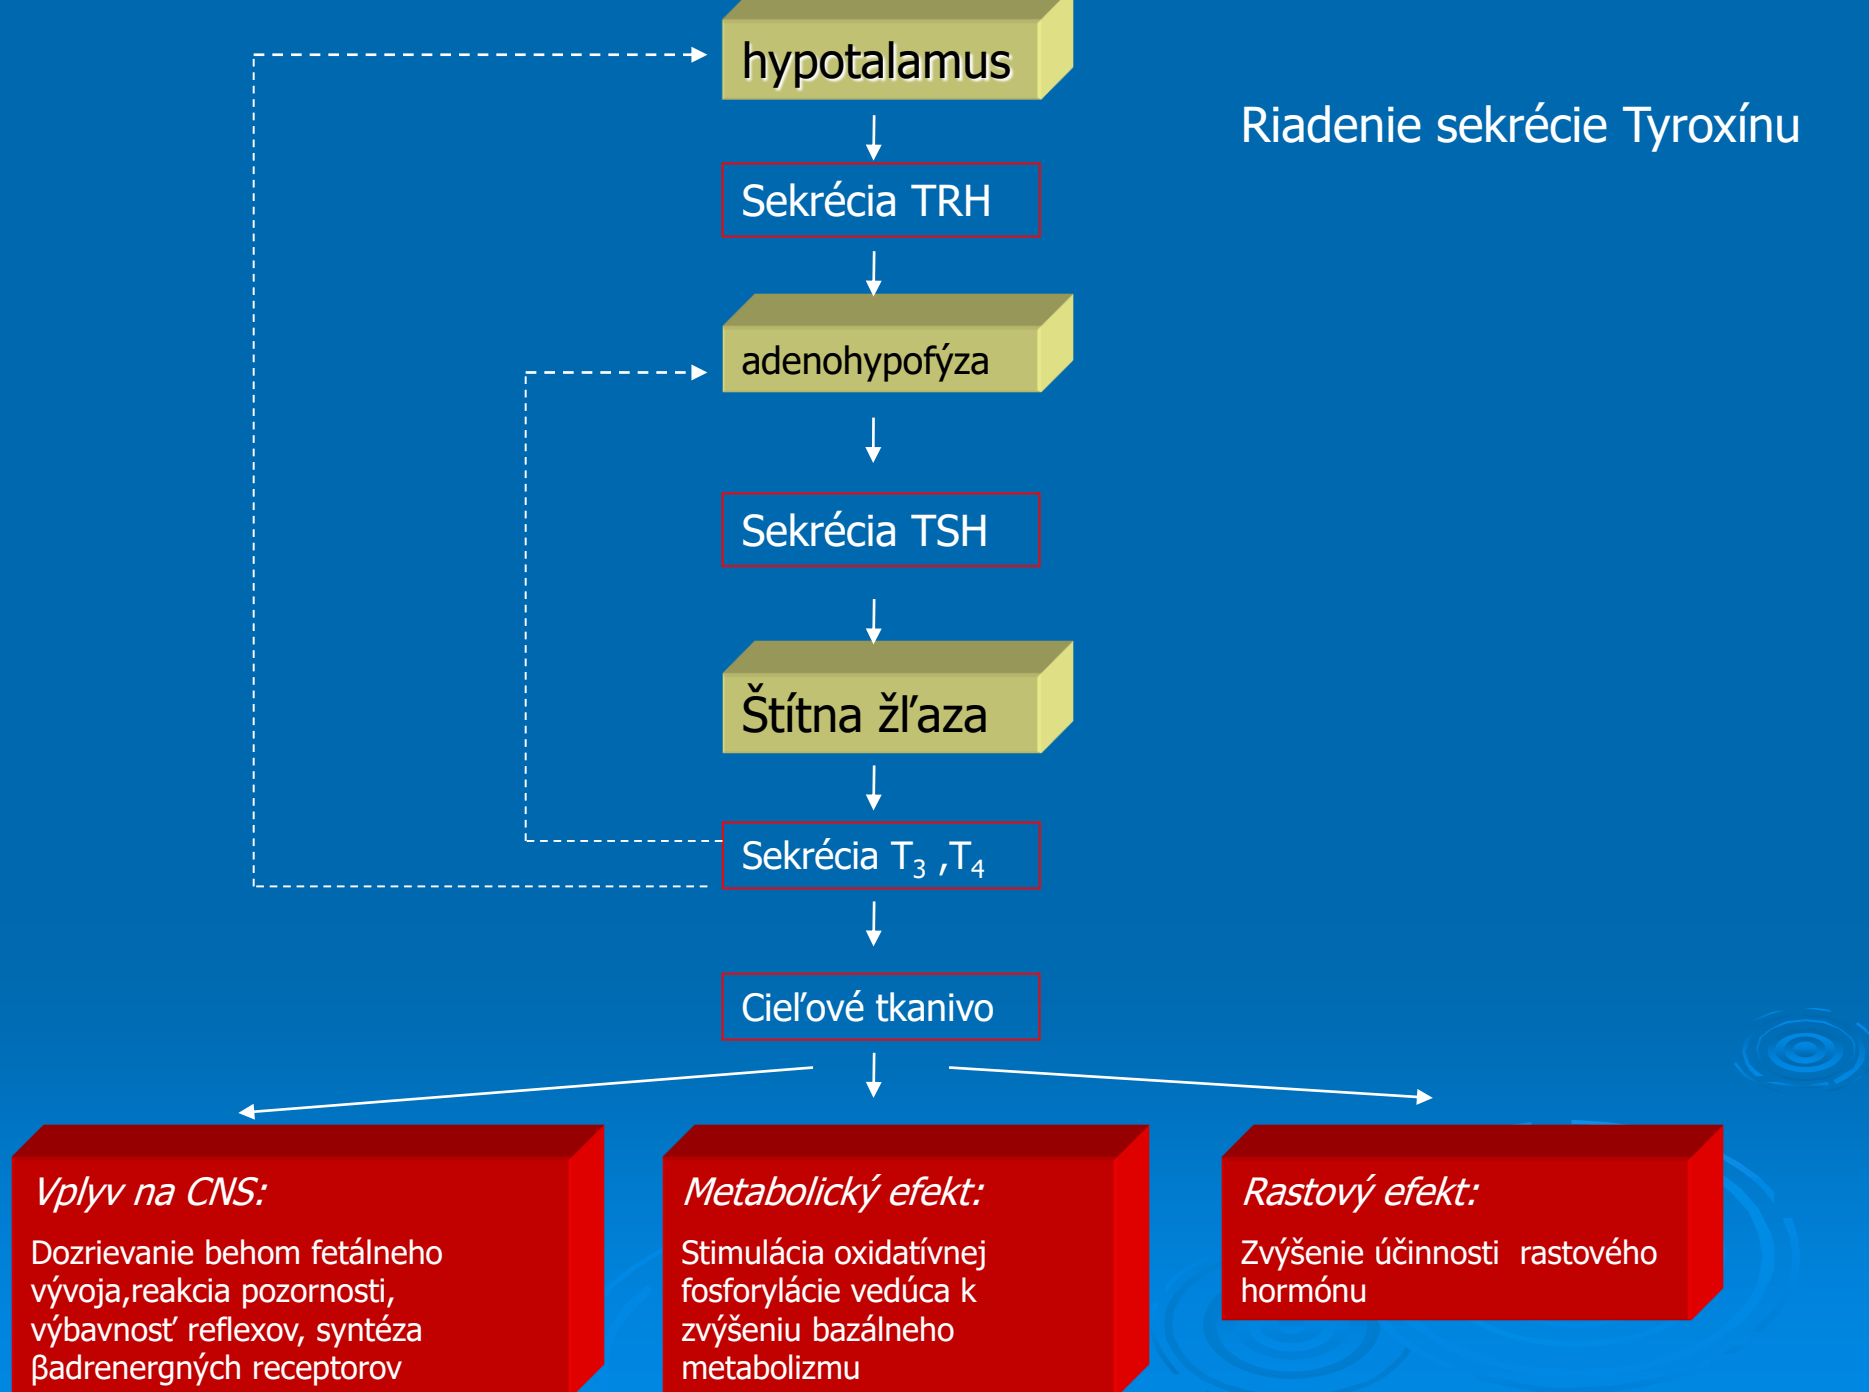 hypotalamus
Riadenie sekrécie Tyroxínu
Sekrécia TRH
adenohypofýza
Sekrécia TSH
Štítna žľaza
Sekrécia T₃ ,T₄
Cieľové tkanivo
Vplyv na CNS:
Dozrievanie behom fetálneho
vývoja,reakcia pozornosti,
výbavnosť reflexov, syntéza
βadrenergných receptorov
Metabolický efekt:
Stimulácia oxidatívnej
fosforylácie vedúca k
zvýšeniu bazálneho
metabolizmu
Rastový efekt:
Zvýšenie účinnosti  rastového
hormónu